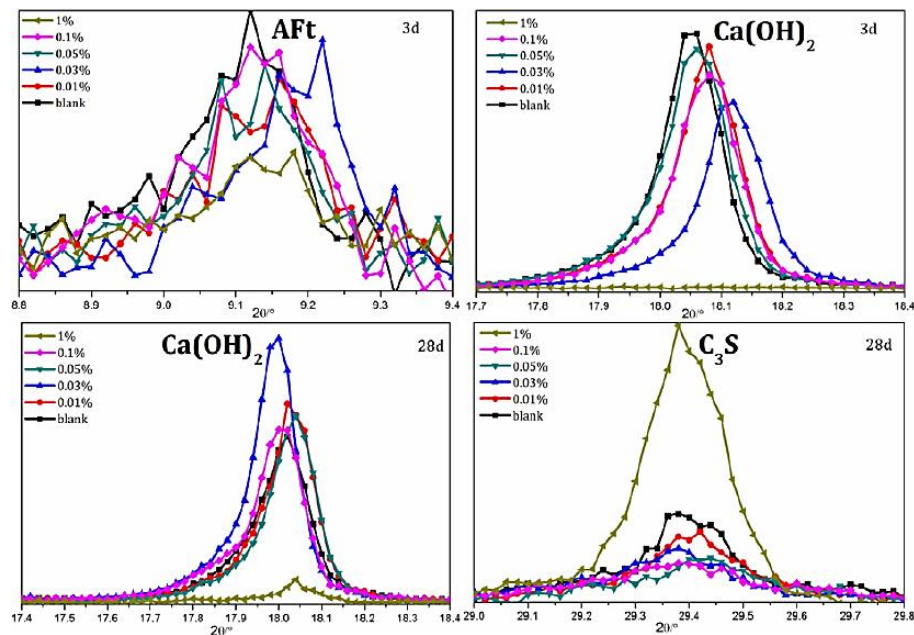 AFt
3d
1%
0.1%
0.05%
0.03%
0.01%
blank
8.8 8.9 9.0 9.1 9.2 9.3 9.4
2θ/°
Ca(OH)2
3d
1%
0.1%
0.05%
0.03%
0.01%
blank
17.7 17.8 17.9 18.0 18.1 18.2 18.3 18.4
2θ/°
Ca(OH)2
28d
1%
0.1%
0.05%
0.03%
0.01%
blank
17.4 17.5 17.6 17.7 17.8 17.9 18.0 18.1 18.2 18.3 18.4
2θ/°
C3S
28d
1%
0.1%
0.05%
0.03%
0.01%
blank
29.0 29.1 29.2 29.3 29.4 29.5 29.6 29.7 29.8
2θ/°